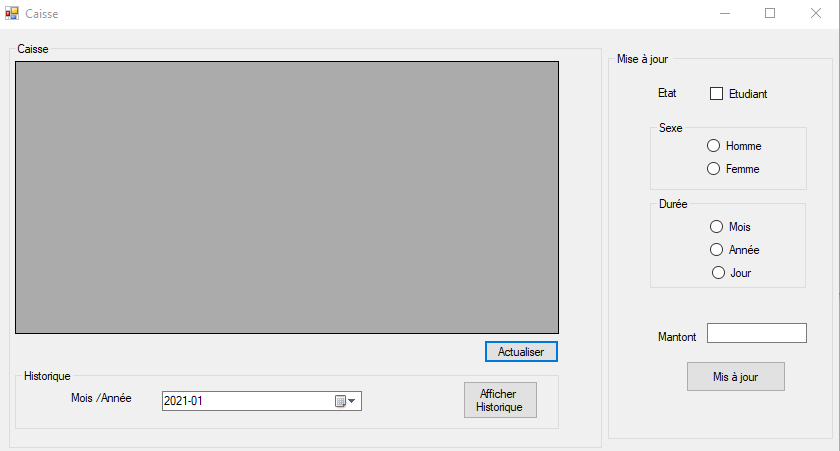 Caisse
Caisse
Actualiser
Historique
Mois /Année
2021-01
Afficher
Historique
Mise à jour
Etat
Etudiant
Sexe
Homme
Femme
Durée
Mois
Année
Jour
Mantont
Mis à jour